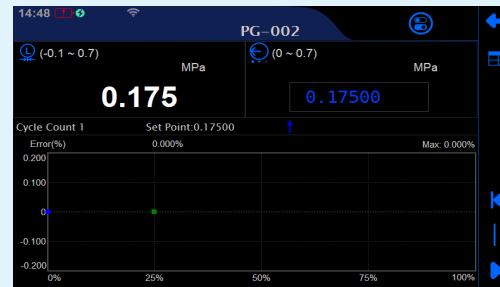 14:48
PG-002
(-0.1 ~ 0.7)
MPa
0.175
(0 ~ 0.7)
MPa
0.17500
Cycle Count 1 Set Point:0.17500
Error(%) 0.000% Max: 0.000%
0.200
0.100
0
-0.100
-0.200
0% 25% 50% 75% 100%